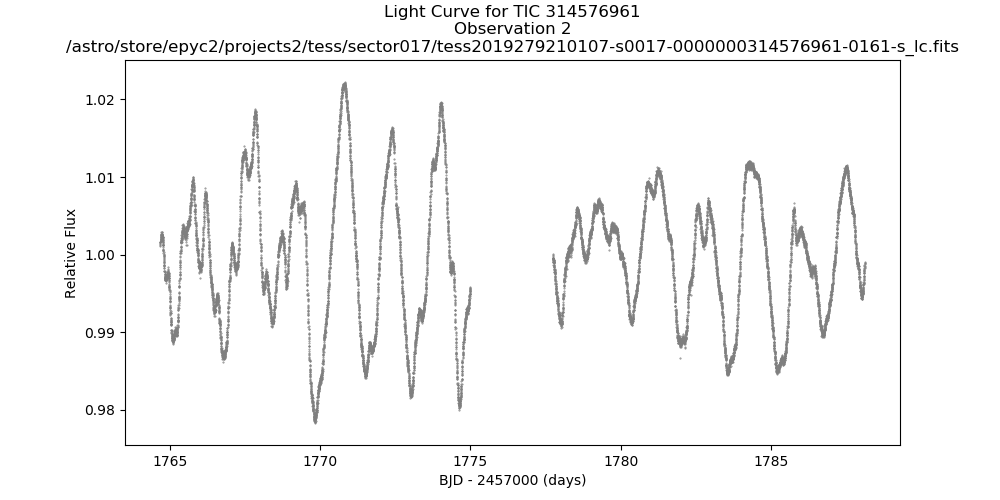 Light Curve for TIC 314576961
Observation 2
/astro/store/epyc2/projects2/tess/sector017/tess2019279210107-s0017-0000000314576961-0161-s_lc.fits
1.02
1.01
1.00
0.99
0.98
Relative Flux
1765
1770
1775
1780
1785
BJD - 2457000 (days)